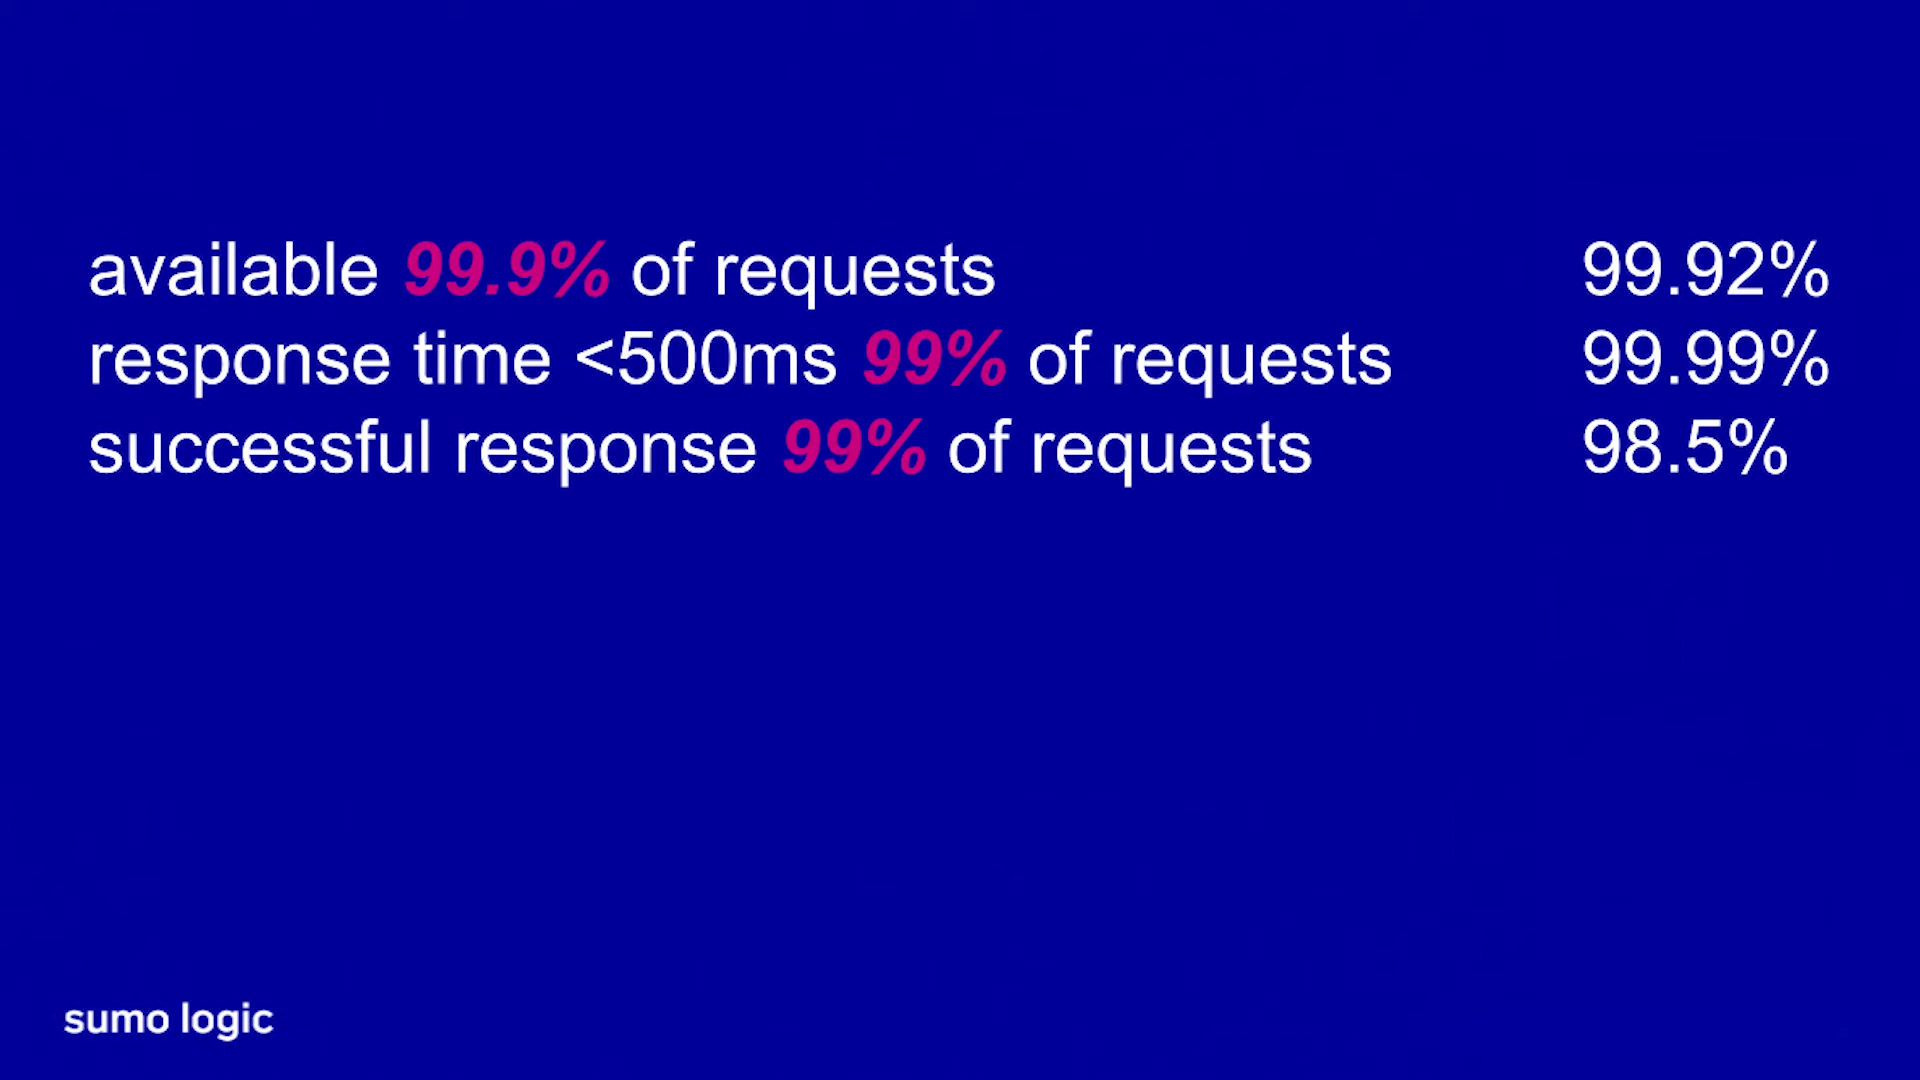 available 99.9% of requests 99.92%
response time <500ms 99% of requests 99.99%
successful response 99% of requests 98.5%
sumo logic